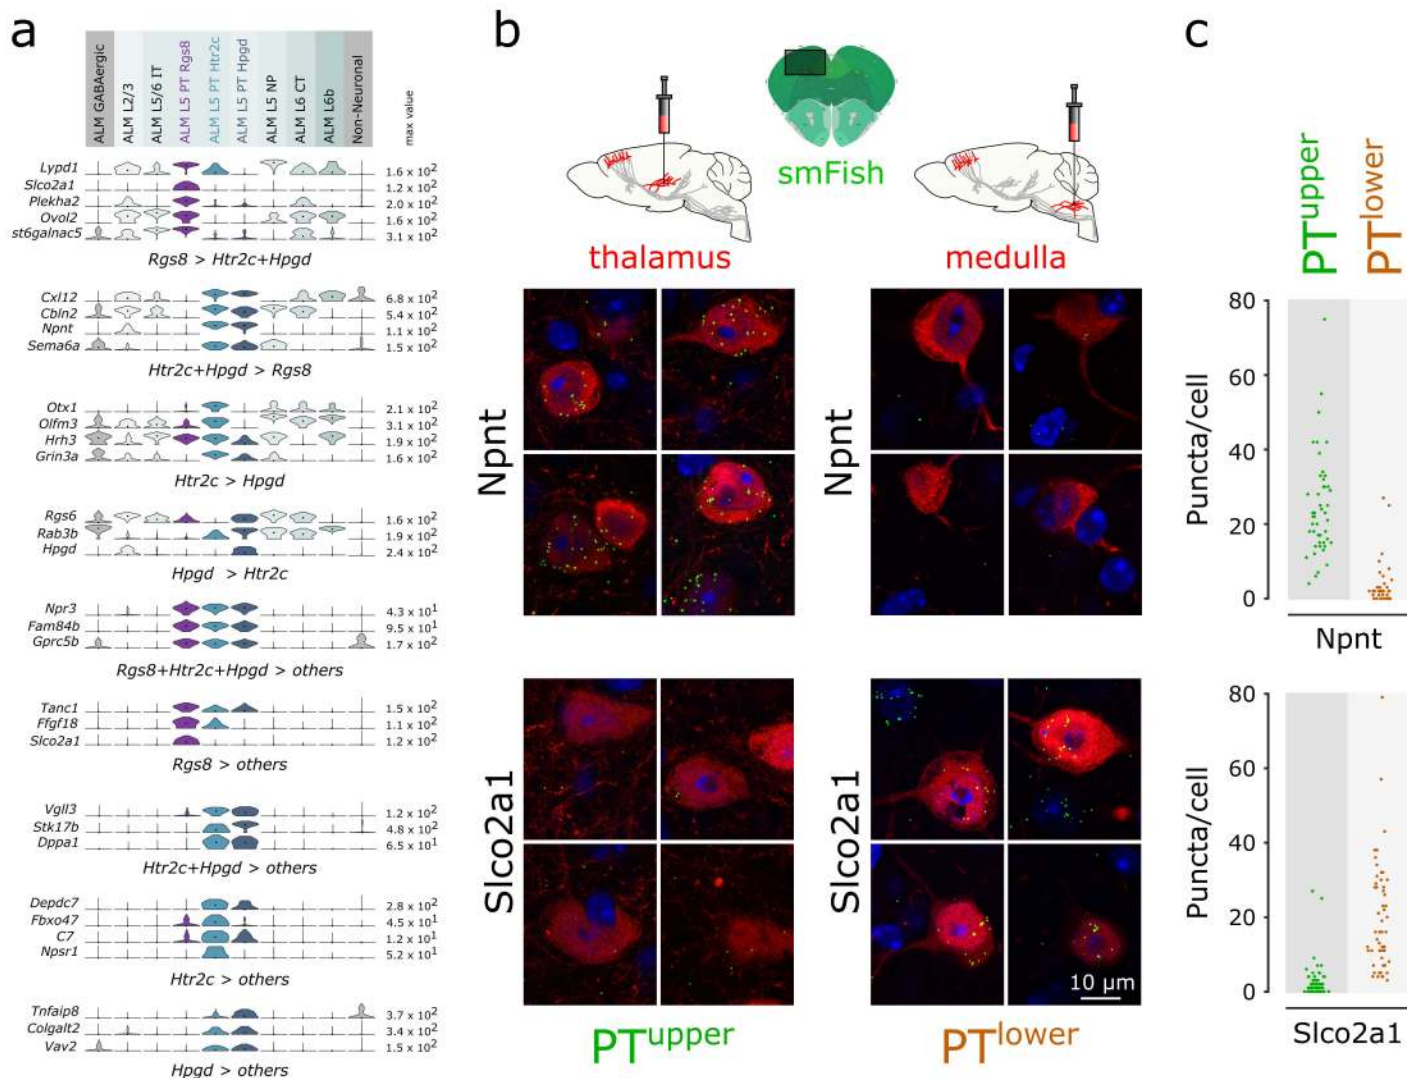 a
ALM GABAergic
ALM L2/3
ALM L5/6 IT
ALM L5 PT Rgs8
ALM L5 PT Htr2c
ALM L5 PT Hpgd
ALM L5 NP
ALM L6 CT
ALM L6b
Non-Neuronal
max value
Lypd1 1.6 x 10²
Slco2a1 1.2 x 10²
Plekha2 2.0 x 10²
Ovol2 1.6 x 10²
st6galnac5 3.1 x 10²
Rgs8 > Htr2c+Hpgd
Cxl12 6.8 x 10²
Cbln2 5.4 x 10²
Npnt 1.1 x 10²
Sema6a 1.5 x 10²
Htr2c+Hpgd > Rgs8
Otx1 2.1 x 10²
Olfm3 3.1 x 10²
Hrh3 1.9 x 10²
Grin3a 1.6 x 10²
Htr2c > Hpgd
Rgs6 1.6 x 10²
Rab3b 1.9 x 10²
Hpgd 2.4 x 10²
Hpgd > Htr2c
Npr3 4.3 x 10¹
Fam84b 9.5 x 10¹
Gprc5b 1.7 x 10²
Rgs8+Htr2c+Hpgd > others
Tanc1 1.5 x 10²
Ffgf18 1.1 x 10²
Slco2a1 1.2 x 10²
Rgs8 > others
Vgll3 1.2 x 10²
Stk17b 4.8 x 10²
Dppa1 6.5 x 10¹
Htr2c+Hpgd > others
Depdc7 2.8 x 10²
Fbxo47 4.5 x 10¹
C7 1.2 x 10¹
Npsr1 5.2 x 10¹
Htr2c > others
Tnfaip8 3.7 x 10²
Colgalt2 3.4 x 10²
Vav2 1.5 x 10²
Hpgd > others
b
smFish
thalamus
medulla
Npnt
Npnt
Slco2a1
Slco2a1
10 µm
PTupper
PTlower
c
PTupper
PTlower
80
60
40
20
0
Puncta/cell
Npnt
80
60
40
20
0
Puncta/cell
Slco2a1